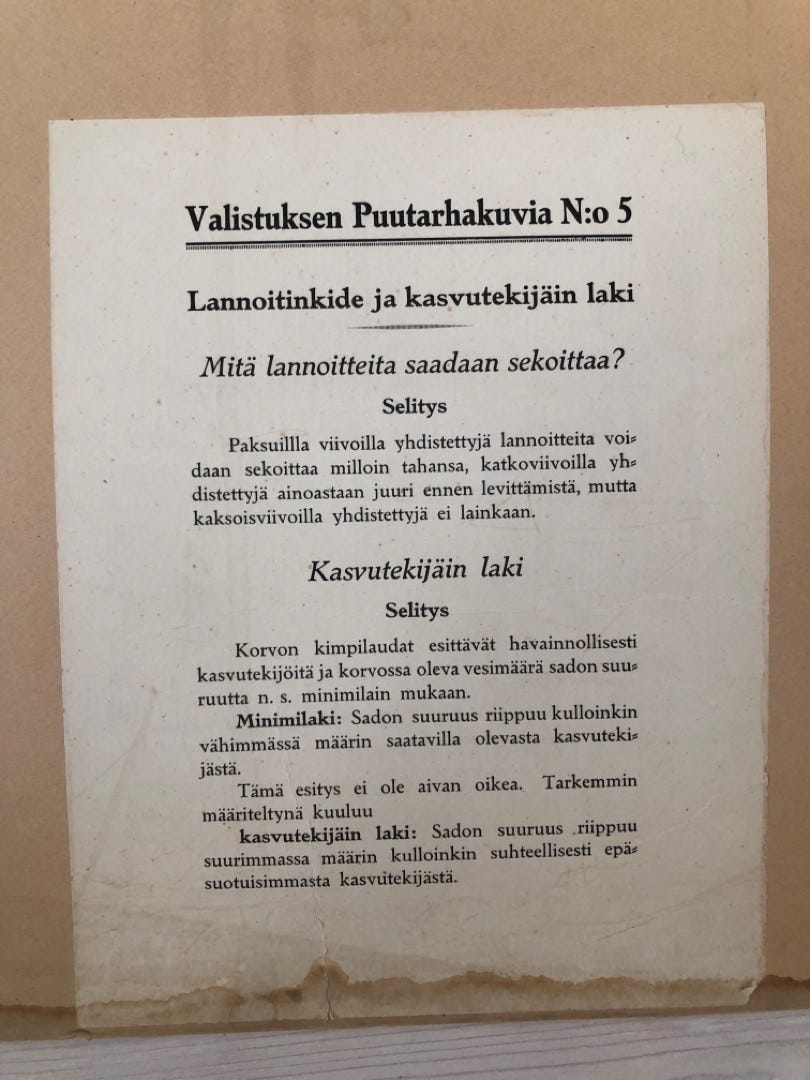 Valistuksen Puutarhakuvia N:o 5
Lannoitinkide ja kasvutekijäin laki
Mitä lannoitteita saadaan sekoittaa?
Selitys
Paksuillla viivoilla yhdistettyjä lannoitteita voi⸗
daan sekoittaa milloin tahansa, katkoviivoilla yh⸗
distettyjä ainoastaan juuri ennen levittämistä, mutta
kaksoisviivoilla yhdistettyjä ei lainkaan.
Kasvutekijäin laki
Selitys
Korvon kimpilaudat esittävät havainnollisesti
kasvutekijöitä ja korvossa oleva vesimäärä sadon suu⸗
ruutta n. s. minimilain mukaan.
Minimilaki: Sadon suuruus riippuu kulloinkin
vähimmässä määrin saatavilla olevasta kasvuteki⸗
jästä.
Tämä esitys ei ole aivan oikea. Tarkemmin
määriteltynä kuuluu
kasvutekijäin laki: Sadon suuruus riippuu
suurimmassa määrin kulloinkin suhteellisesti epä⸗
suotuisimmasta kasvutekijästä.